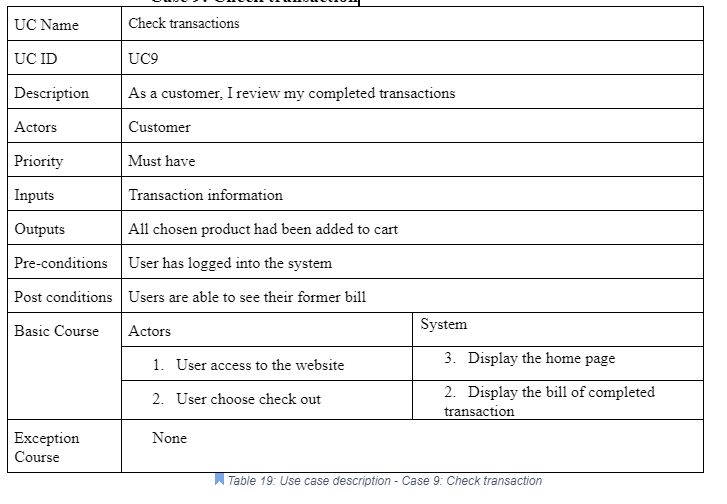 Case 9: Check transaction
UC Name Check transactions
UC ID UC9
Description As a customer, I review my completed transactions
Actors Customer
Priority Must have
Inputs Transaction information
Outputs All chosen product had been added to cart
Pre-conditions User has logged into the system
Post conditions Users are able to see their former bill
Basic Course Actors System
1. User access to the website 3. Display the home page
2. User choose check out 2. Display the bill of completed
transaction
Exception None
Course
Table 19: Use case description - Case 9: Check transaction